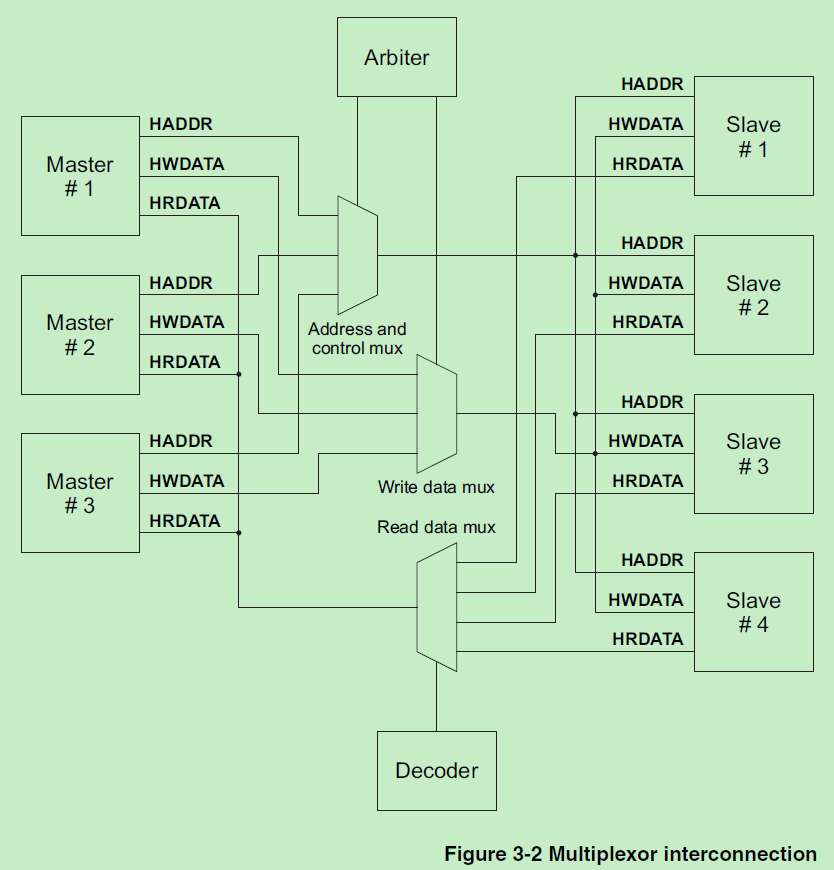 Arbiter
Master
# 1
HADDR
HWDATA
HRDATA
Master
# 2
HADDR
HWDATA
HRDATA
Master
# 3
HADDR
HWDATA
HRDATA
Address and
control mux
Write data mux
Read data mux
HADDR
HWDATA
HRDATA
Slave
# 1
HADDR
HWDATA
HRDATA
Slave
# 2
HADDR
HWDATA
HRDATA
Slave
# 3
HADDR
HWDATA
HRDATA
Slave
# 4
Decoder
Figure 3-2 Multiplexor interconnection